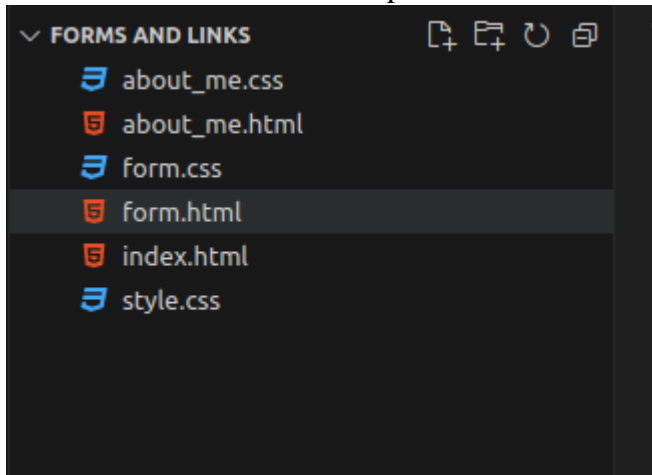 FORMS AND LINKS
about_me.css
about_me.html
form.css
form.html
index.html
style.css